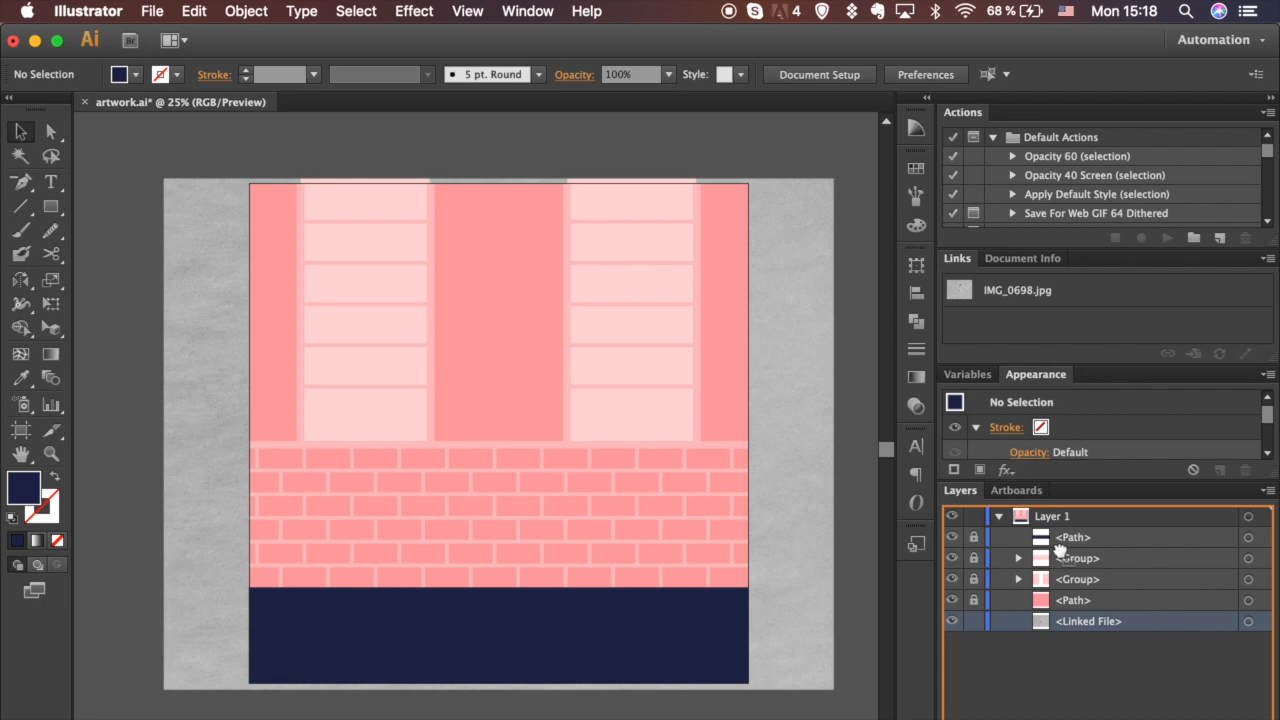 Illustrator File Edit Object Type Select Effect View Window Help 4 68 % Mon 15:18
Ai Br Automation
No Selection Stroke: 5 pt. Round Opacity: 100% Style: Document Setup Preferences
× artwork.ai* @ 25% (RGB/Preview)
Actions
Default Actions
Opacity 60 (selection)
Opacity 40 Screen (selection)
Apply Default Style (selection)
Save For Web GIF 64 Dithered
Links Document Info
IMG_0698.jpg
Variables Appearance
No Selection
Stroke:
Opacity: Default
fx
Layers Artboards
Layer 1
<Path>
<Group>
<Group>
<Path>
<Linked File>